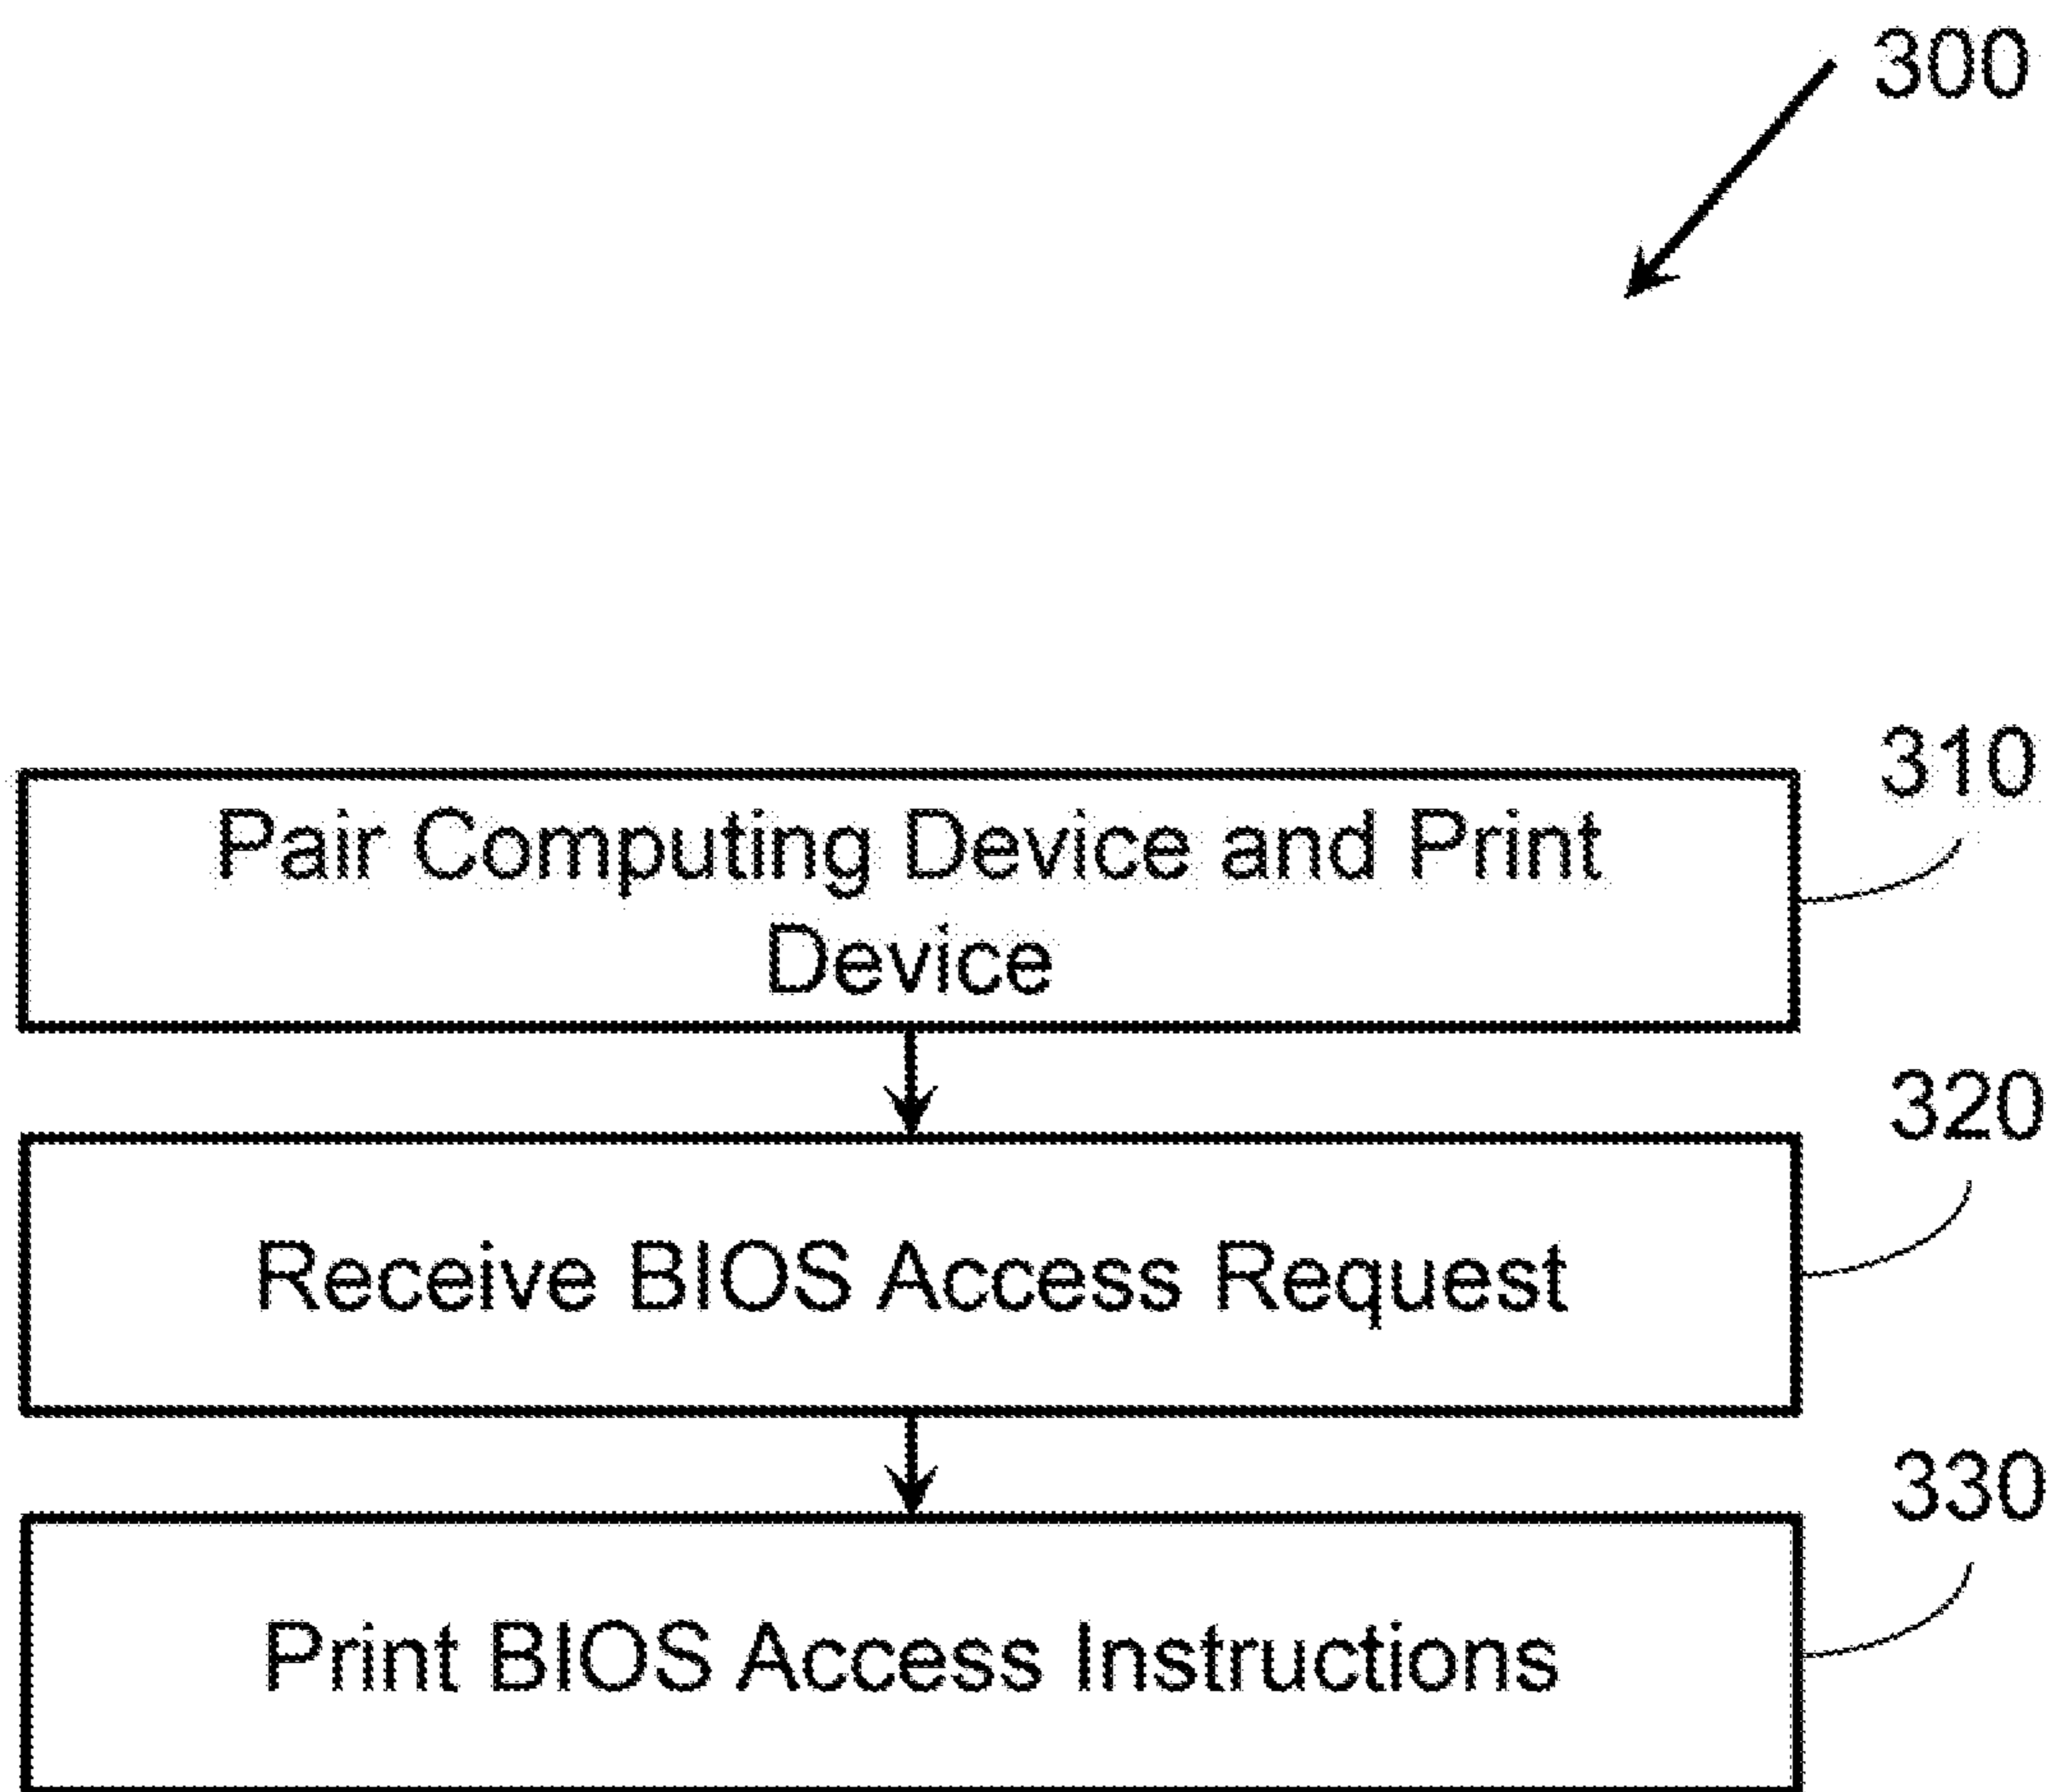 300
310
Pair Computing Device and Print
Device
320
Receive BIOS Access Request
330
Print BIOS Access Instructions